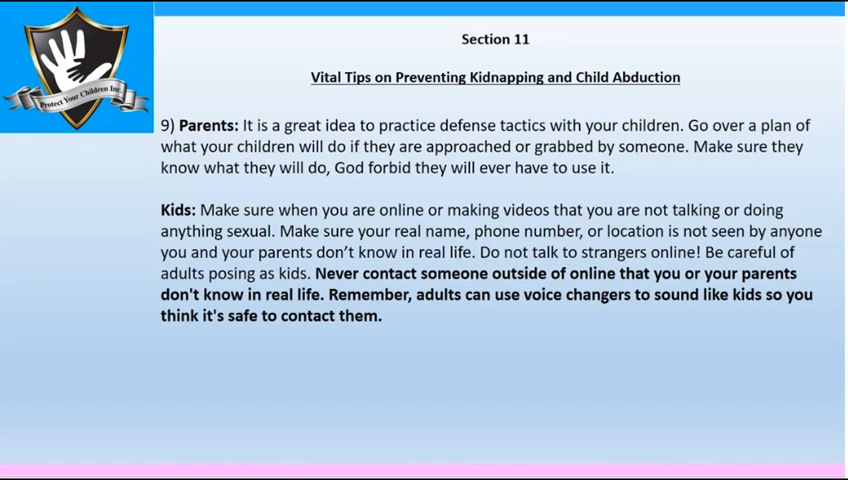 Section 11
Vital Tips on Preventing Kidnapping and Child Abduction
Protect Your Children Inc.
9) Parents: It is a great idea to practice defense tactics with your children. Go over a plan of
what your children will do if they are approached or grabbed by someone. Make sure they
know what they will do, God forbid they will ever have to use it.
Kids: Make sure when you are online or making videos that you are not talking or doing
anything sexual. Make sure your real name, phone number, or location is not seen by anyone
you and your parents don’t know in real life. Do not talk to strangers online! Be careful of
adults posing as kids. Never contact someone outside of online that you or your parents
don't know in real life. Remember, adults can use voice changers to sound like kids so you
think it's safe to contact them.